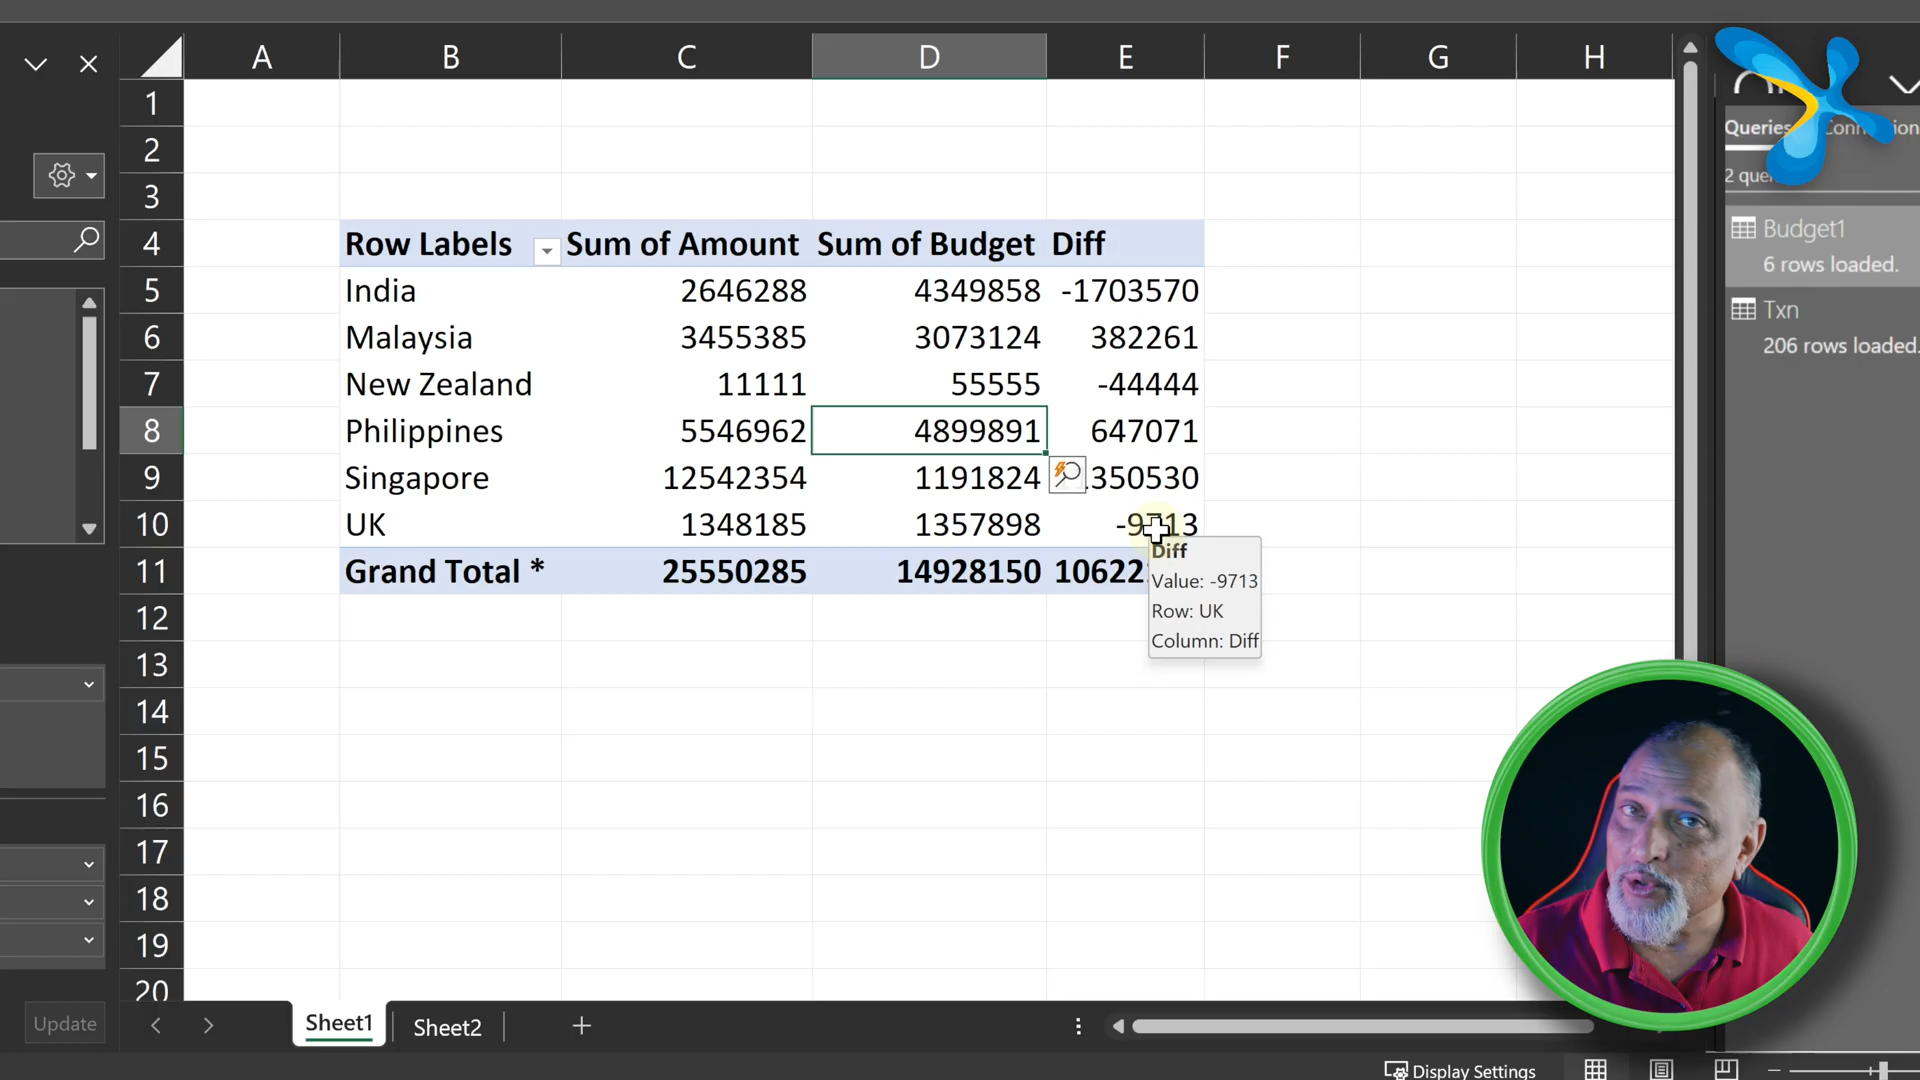 A B C D E F G H
1
2
3
4 Row Labels Sum of Amount Sum of Budget Diff
5 India 2646288 4349858 -1703570
6 Malaysia 3455385 3073124 382261
7 New Zealand 11111 55555 -44444
8 Philippines 5546962 4899891 647071
9 Singapore 12542354 1191824 350530
10 UK 1348185 1357898 -9713
11 Grand Total * 25550285 14928150 10622
Diff
Value: -9713
Row: UK
Column: Diff
12
13
14
15
16
17
18
19
20
Queries
2
Budget1
6 rows loaded.
Txn
206 rows loaded.
Update
Sheet1 Sheet2
Display Settings